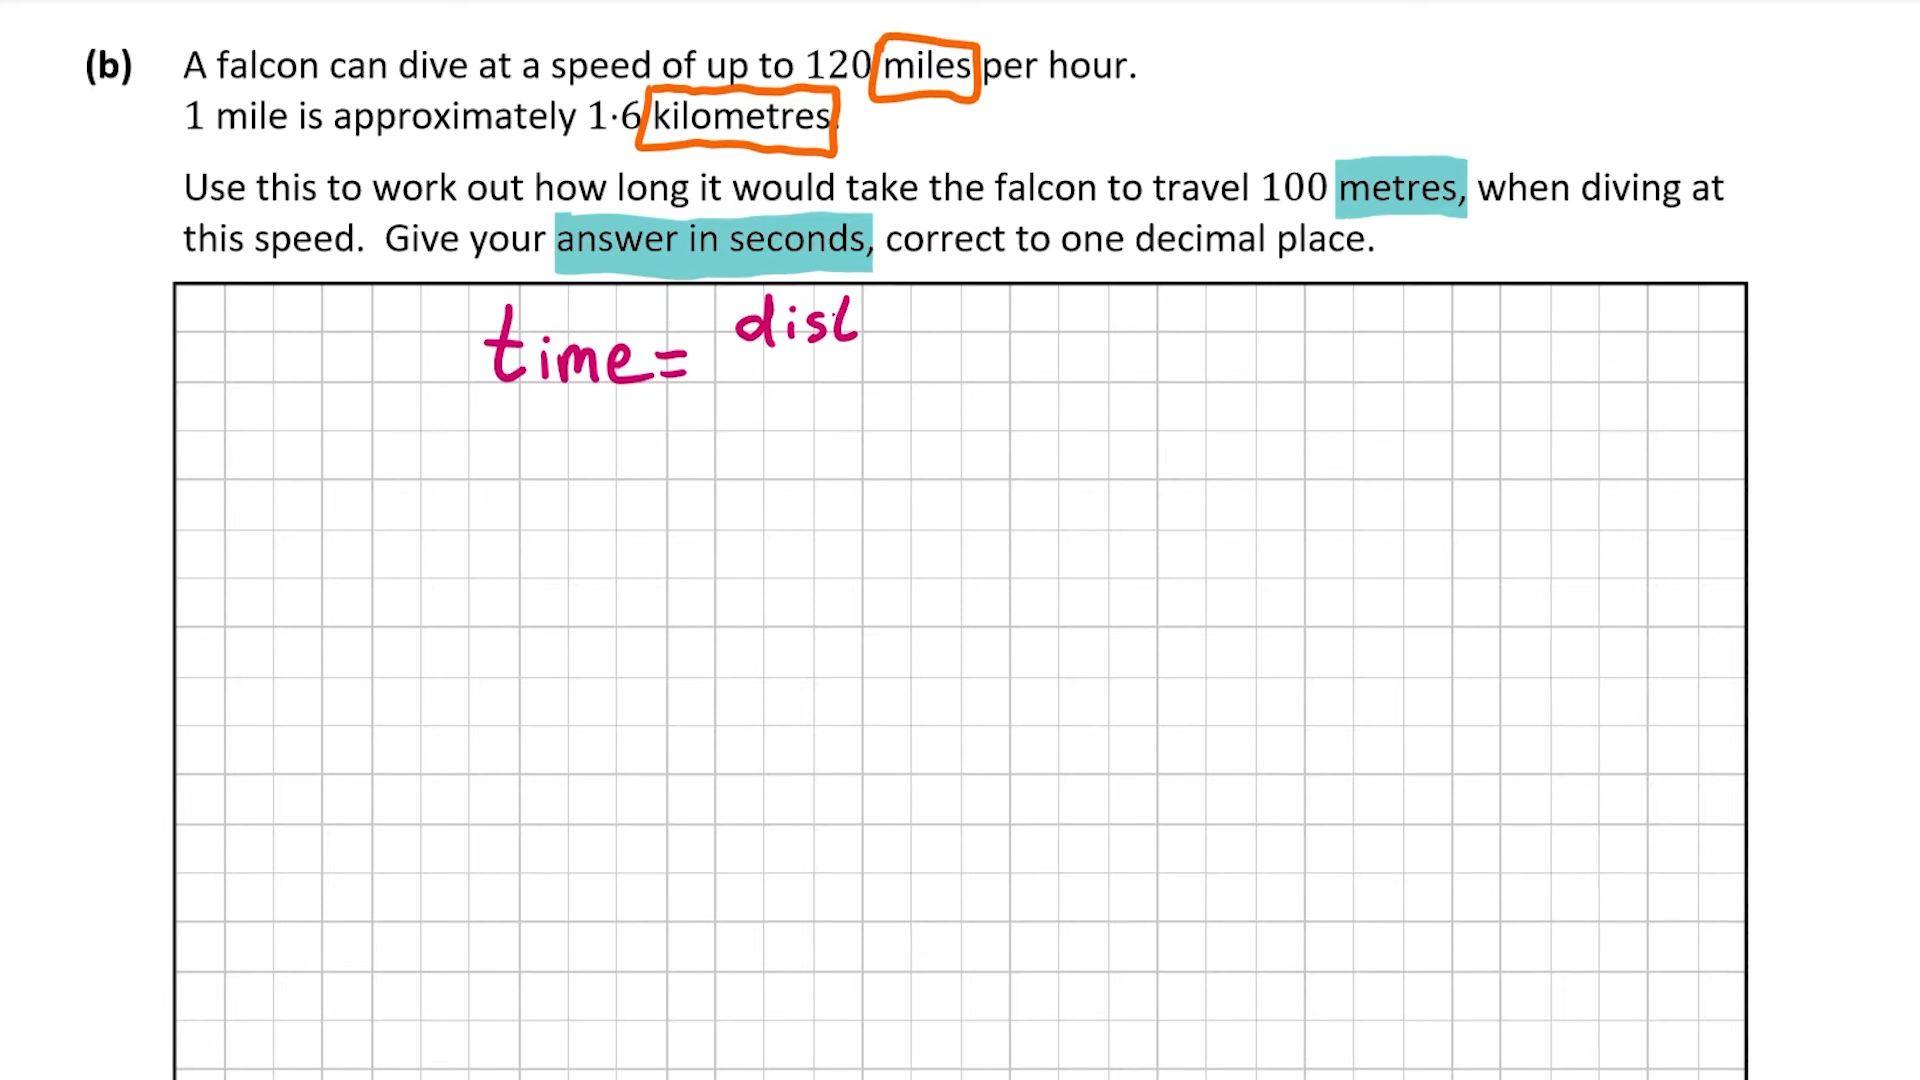 (b) A falcon can dive at a speed of up to 120 miles per hour.
1 mile is approximately 1·6 kilometres.
Use this to work out how long it would take the falcon to travel 100 metres, when diving at
this speed. Give your answer in seconds, correct to one decimal place.
time= dist